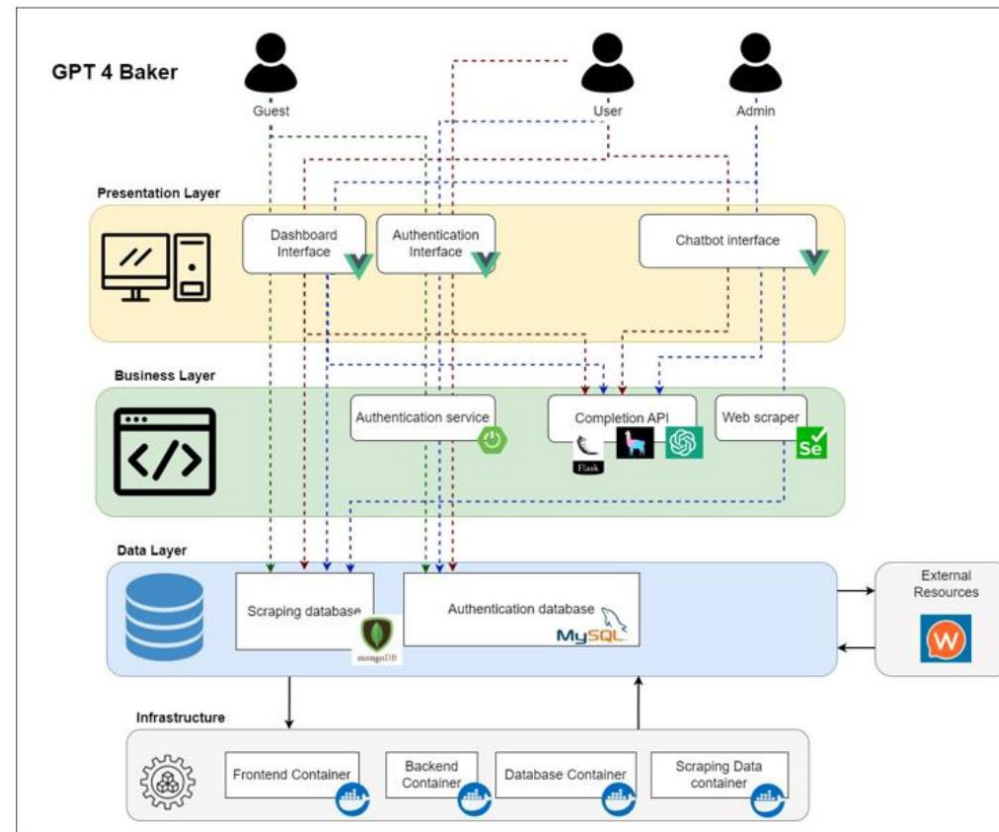 GPT 4 Baker
Guest
User
Admin
Presentation Layer
Dashboard
Interface
Authentication
Interface
Chatbot interface
Business Layer
Authentication service
Completion API
Flask
Web scraper
Se
Data Layer
Scraping database
mongoDB
Authentication database
MySQL
External
Resources
W
Infrastructure
Frontend Container
Backend
Container
Database Container
Scraping Data
container